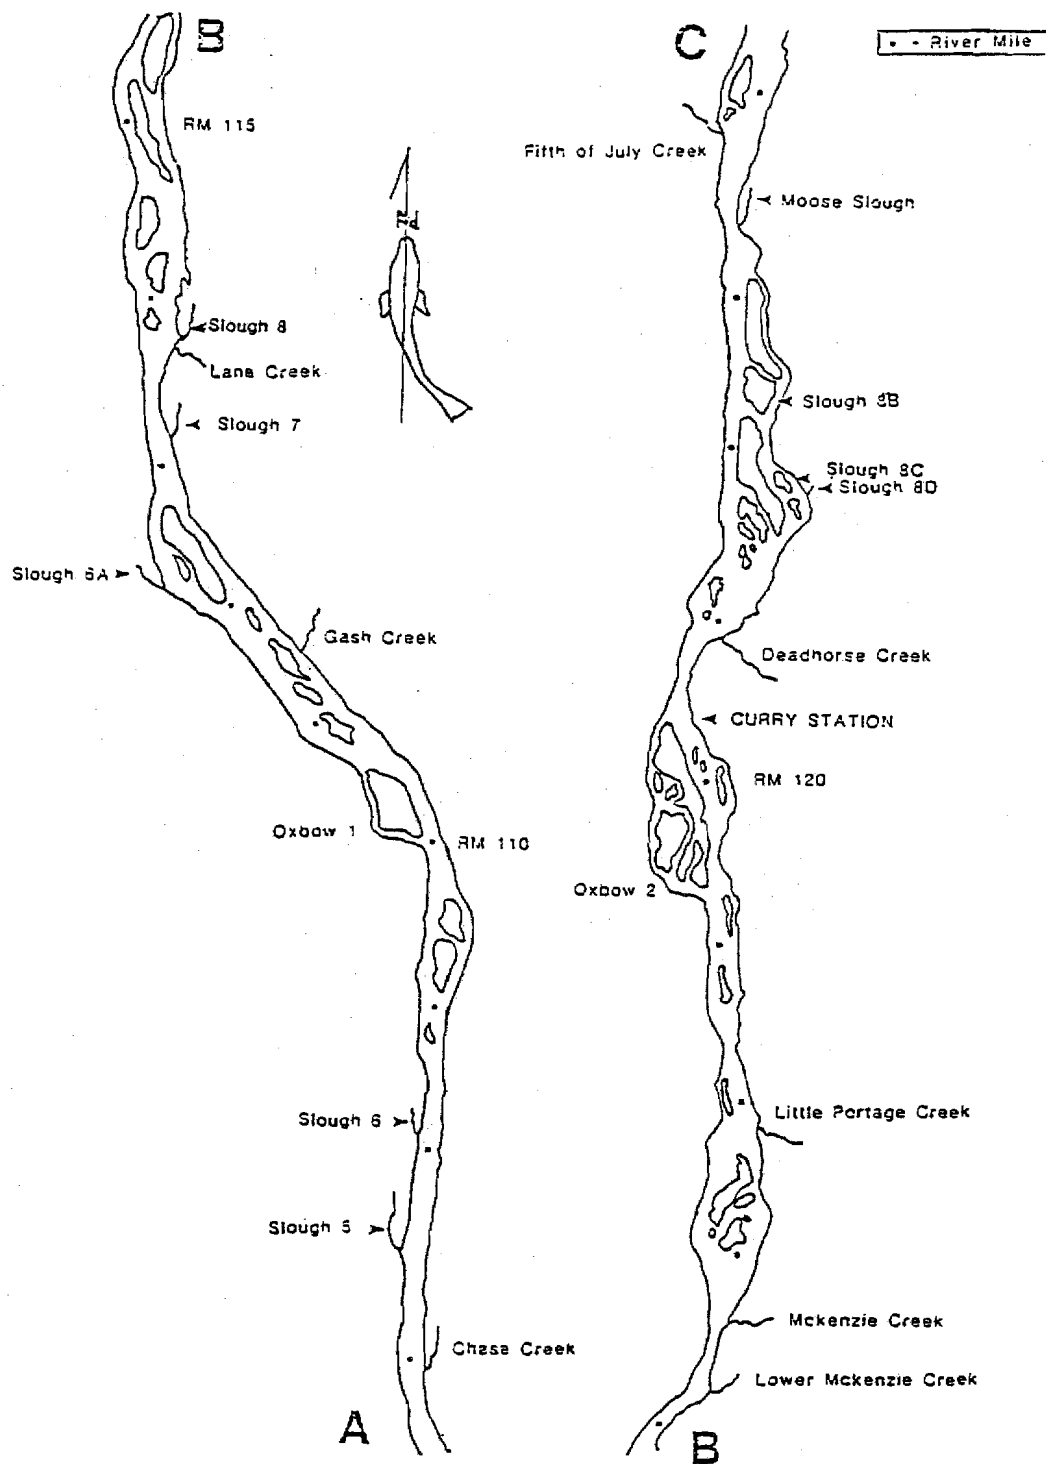 B
C
• - River Mile
RM 115
Fifth of July Creek
Moose Slough
Slough 8
Lane Creek
Slough 7
Slough 8B
Slough 8C
Slough 8D
Slough 6A
Gash Creek
Deadhorse Creek
CURRY STATION
RM 120
Oxbow 1
RM 110
Oxbow 2
Slough 6
Little Portage Creek
Slough 5
Chase Creek
Mckenzie Creek
Lower Mckenzie Creek
A
B